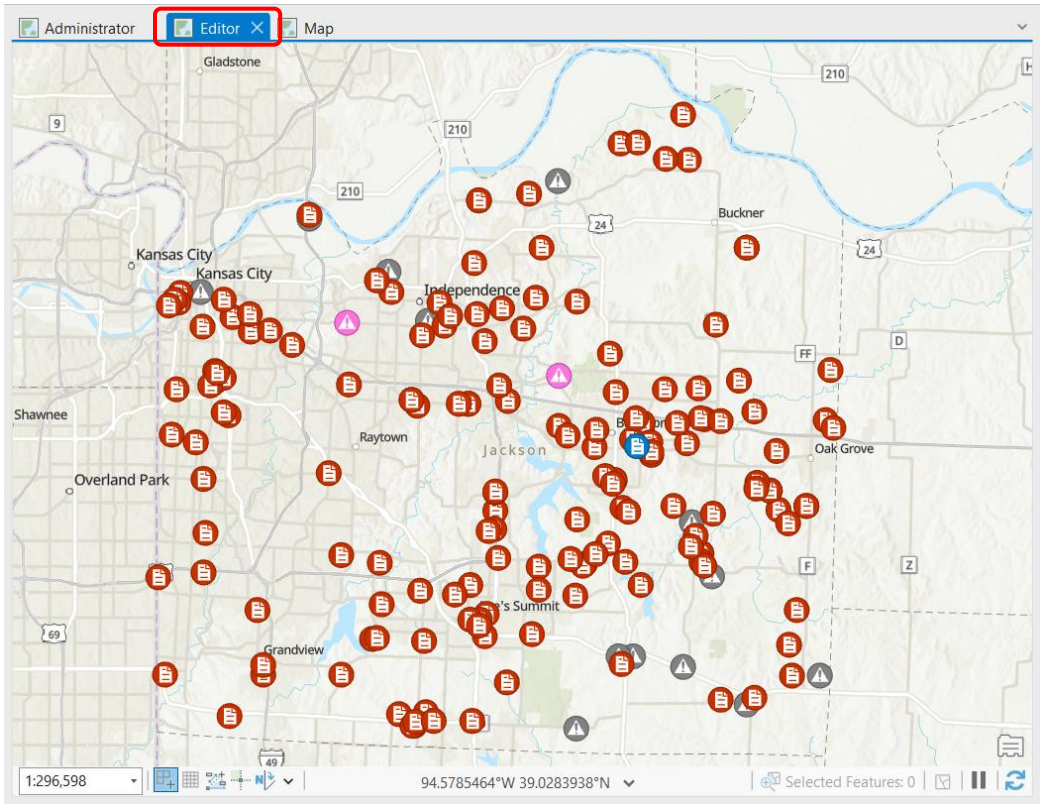 Administrator
Editor
Map
Gladstone
210
9
210
210
Buckner
24
24
Kansas City
Kansas City
Independence
D
FF
Shawnee
Raytown
Jackson
Oak Grove
Overland Park
F
Z
e's Summit
69
Grandview
49
1:296,598
94.5785464°W 39.0283938°N
Selected Features: 0